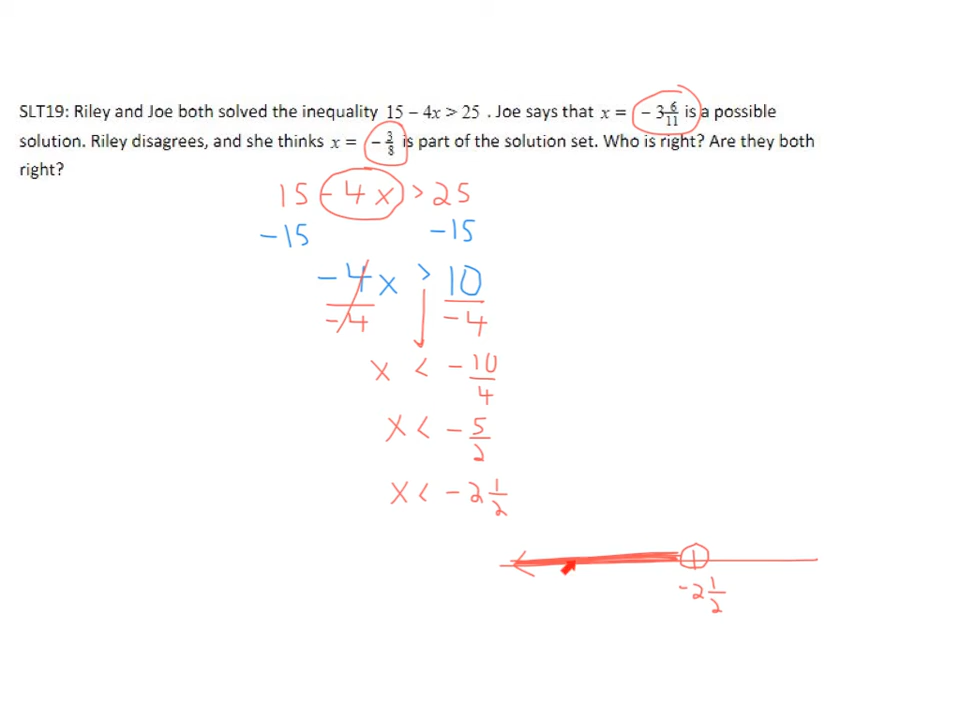 SLT19: Riley and Joe both solved the inequality 15 − 4x > 25 . Joe says that x = − 3 6/11 is a possible
solution. Riley disagrees, and she thinks x = − 3/8 is part of the solution set. Who is right? Are they both
right?
15 − 4x > 25
−15 −15
−4x > 10
−4 −4
x < − 10/4
x < − 5/2
x < − 2 1/2
−2 1/2